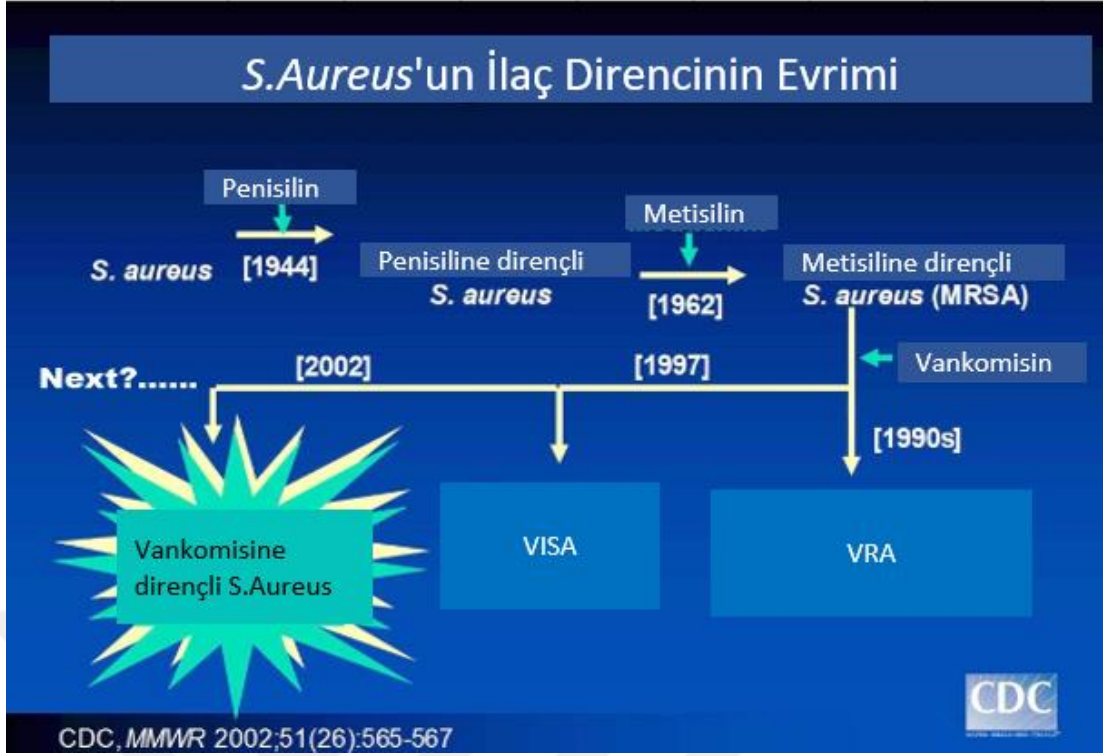 S.Aureus'un İlaç Direncinin Evrimi
Penisilin
Metisilin
S. aureus
[1944]
Penisiline dirençli
S. aureus
[1962]
Metisiline dirençli
S. aureus (MRSA)
Vankomisin
Next?......
[2002]
[1997]
[1990s]
Vankomisine
dirençli S.Aureus
VISA
VRA
CDC
CDC, MMWR 2002;51(26):565-567